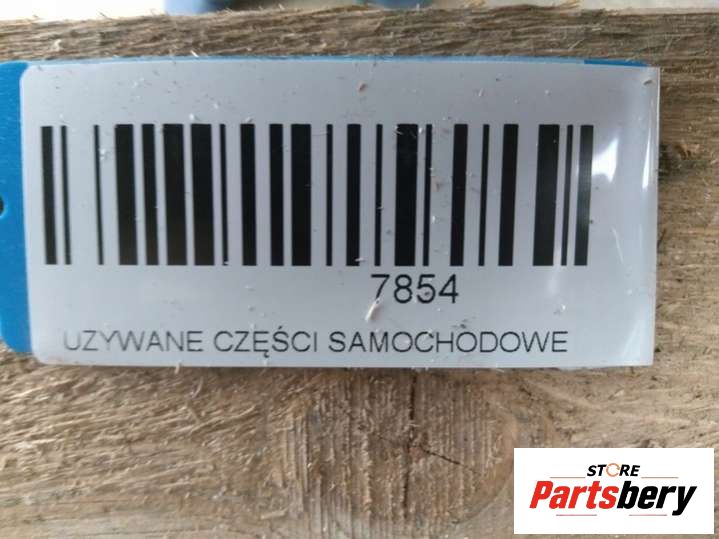 7854
UZYWANE CZĘŚCI SAMOCHODOWE
STORE
Partsbery